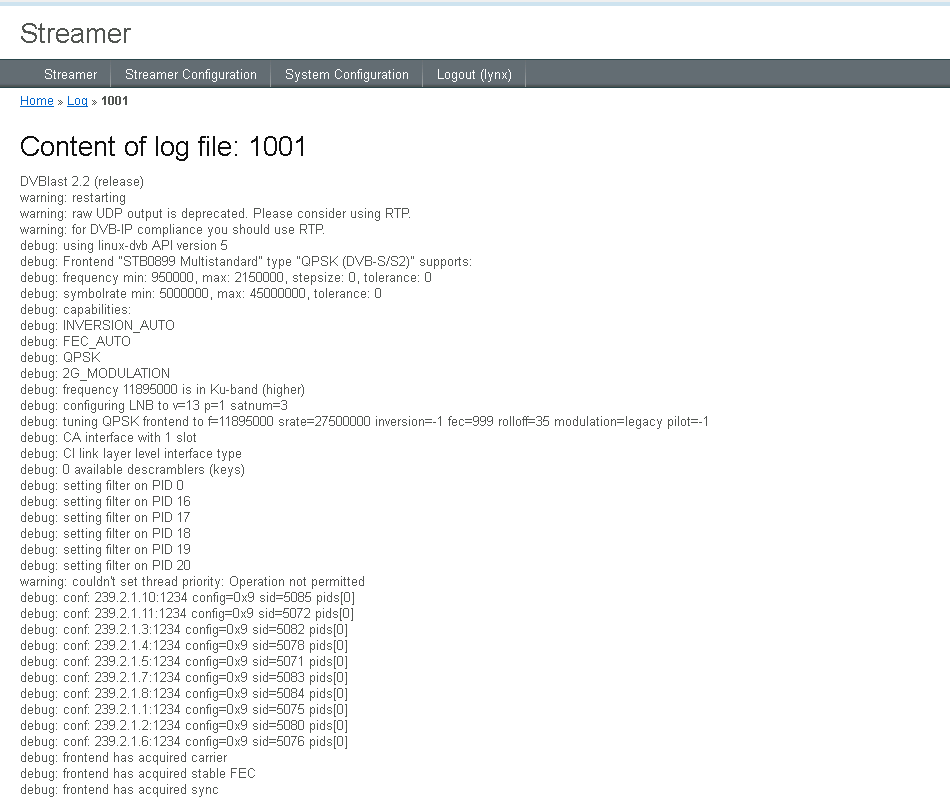 Streamer
Streamer Configuration System Configuration Logout (lynx)
Home » Log » 1001
Content of log file: 1001
DVBlast 2.2 (release)
warning: restarting
warning: raw UDP output is deprecated. Please consider using RTP.
warning: for DVB-IP compliance you should use RTP.
debug: using linux-dvb API version 5
debug: Frontend "STB0899 Multistandard" type "QPSK (DVB-S/S2)" supports:
debug: frequency min: 950000, max: 2150000, stepsize: 0, tolerance: 0
debug: symbolrate min: 5000000, max: 45000000, tolerance: 0
debug: capabilities:
debug: INVERSION_AUTO
debug: FEC_AUTO
debug: QPSK
debug: 2G_MODULATION
debug: frequency 11895000 is in Ku-band (higher)
debug: configuring LNB to v=13 p=1 satnum=3
debug: tuning QPSK frontend to f=11895000 srate=27500000 inversion=-1 fec=999 rolloff=35 modulation=legacy pilot=-1
debug: CA interface with 1 slot
debug: CI link layer level interface type
debug: 0 available descramblers (keys)
debug: setting filter on PID 0
debug: setting filter on PID 16
debug: setting filter on PID 17
debug: setting filter on PID 18
debug: setting filter on PID 19
debug: setting filter on PID 20
warning: couldn't set thread priority: Operation not permitted
debug: conf: 239.2.1.10:1234 config=0x9 sid=5085 pids[0]
debug: conf: 239.2.1.11:1234 config=0x9 sid=5072 pids[0]
debug: conf: 239.2.1.3:1234 config=0x9 sid=5082 pids[0]
debug: conf: 239.2.1.4:1234 config=0x9 sid=5078 pids[0]
debug: conf: 239.2.1.5:1234 config=0x9 sid=5071 pids[0]
debug: conf: 239.2.1.7:1234 config=0x9 sid=5083 pids[0]
debug: conf: 239.2.1.8:1234 config=0x9 sid=5084 pids[0]
debug: conf: 239.2.1.1:1234 config=0x9 sid=5075 pids[0]
debug: conf: 239.2.1.2:1234 config=0x9 sid=5080 pids[0]
debug: conf: 239.2.1.6:1234 config=0x9 sid=5076 pids[0]
debug: frontend has acquired carrier
debug: frontend has acquired stable FEC
debug: frontend has acquired sync